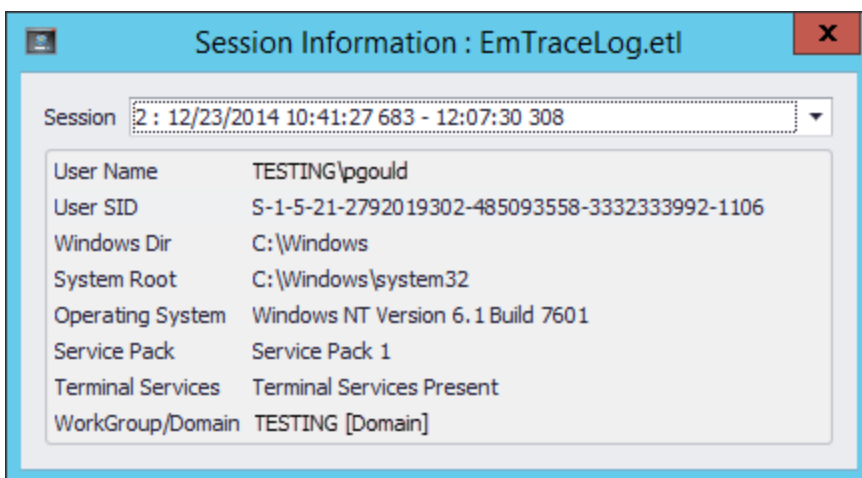 Session Information : EmTraceLog.etl
x
Session 2 : 12/23/2014 10:41:27 683 - 12:07:30 308
User Name TESTING\pgould
User SID S-1-5-21-2792019302-485093558-3332333992-1106
Windows Dir C:\Windows
System Root C:\Windows\system32
Operating System Windows NT Version 6.1 Build 7601
Service Pack Service Pack 1
Terminal Services Terminal Services Present
WorkGroup/Domain TESTING [Domain]